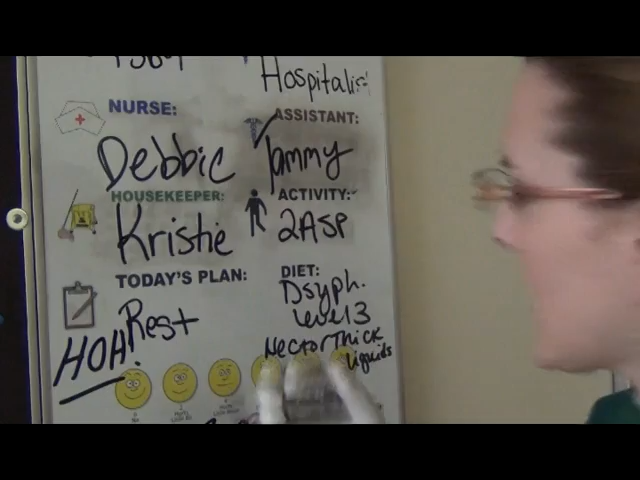 Hospitalist
NURSE:
ASSISTANT:
Debbie
Tammy
HOUSEKEEPER:
ACTIVITY:
Kristie
2ASP
TODAY'S PLAN:
DIET:
Rest
Dsyph.
Level 3
HOH!
Nector Thick
Liquids